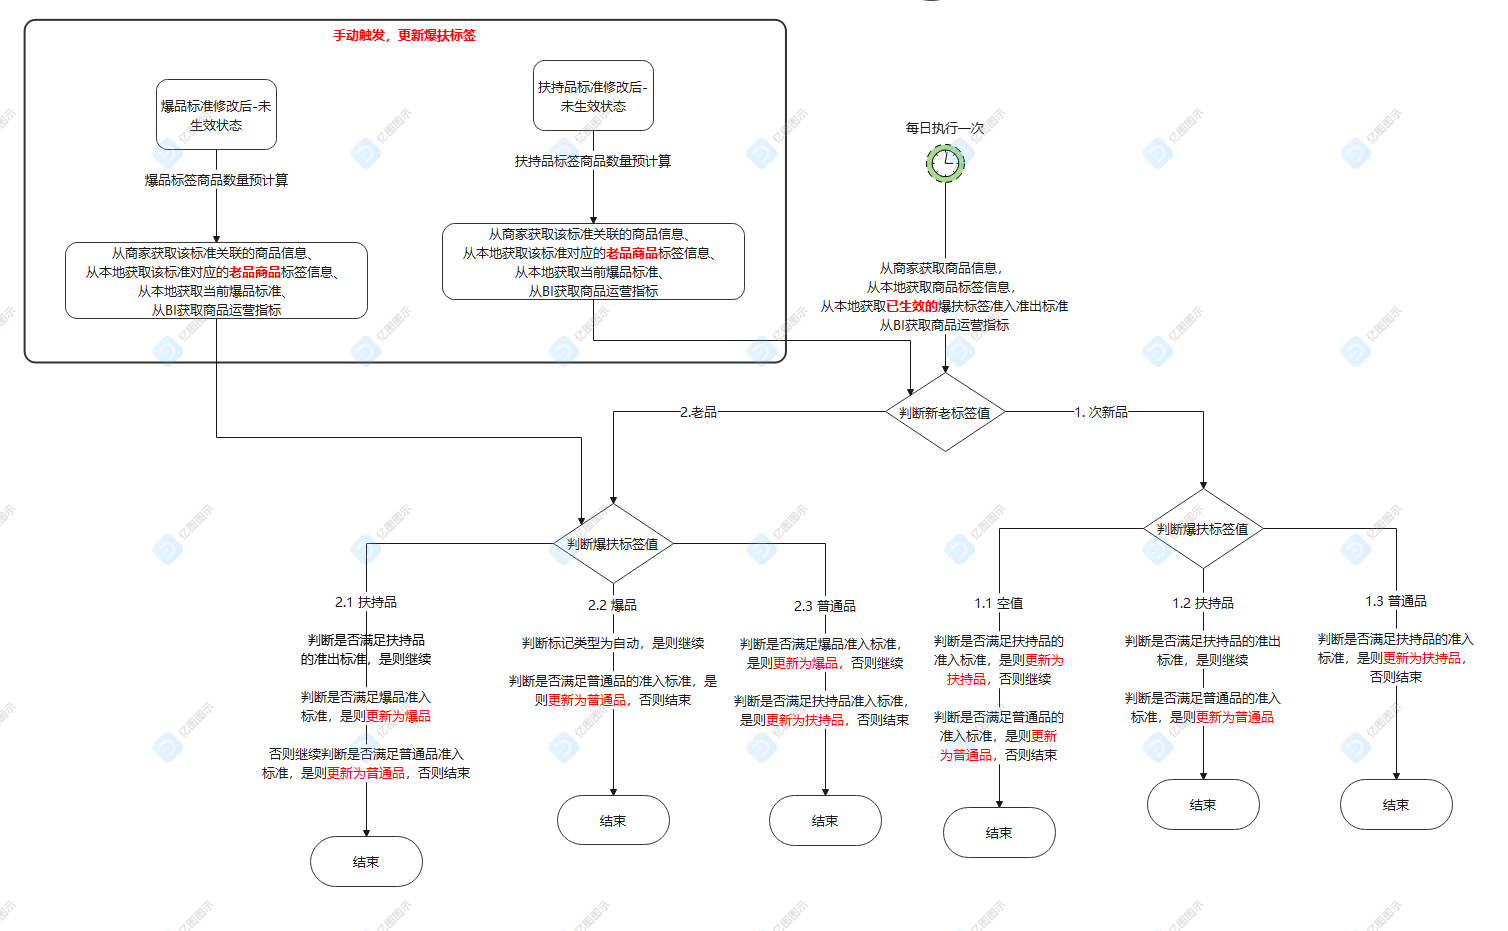 手动触发，更新爆扶标签
爆品标准修改后-未
生效状态
爆品标签商品数量预计算
从商家获取该标准关联的商品信息、
从本地获取该标准对应的老品商品标签信息、
从本地获取当前爆品标准、
从BI获取商品运营指标
扶持品标准修改后-
未生效状态
扶持品标签商品数量预计算
从商家获取该标准关联的商品信息、
从本地获取该标准对应的老品商品标签信息、
从本地获取当前爆品标准、
从BI获取商品运营指标
每日执行一次
从商家获取商品信息，
从本地获取商品标签信息，
从本地获取已生效的爆扶标签准入准出标准
从BI获取商品运营指标
判断新老标签值
2.老品
1. 次新品
判断爆扶标签值
判断爆扶标签值
2.1 扶持品
判断是否满足扶持品
的准出标准，是则继续
判断是否满足爆品准入
标准，是则更新为爆品
否则继续判断是否满足普通品准入
标准，是则更新为普通品，否则结束
结束
2.2 爆品
判断标记类型为自动，是则继续
判断是否满足普通品的准入标准，是
则更新为普通品，否则结束
结束
2.3 普通品
判断是否满足爆品准入标准，
是则更新为爆品，否则继续
判断是否满足扶持品准入标准，
是则更新为扶持品，否则结束
结束
1.1 空值
判断是否满足扶持品的
准入标准，是则更新为
扶持品，否则继续
判断是否满足普通品的
准入标准，是则更新
为普通品，否则结束
结束
1.2 扶持品
判断是否满足扶持品的准出
标准，是则继续
判断是否满足普通品的准入
标准，是则更新为普通品
结束
1.3 普通品
判断是否满足扶持品的准入
标准，是则更新为扶持品，
否则结束
结束
亿图图示